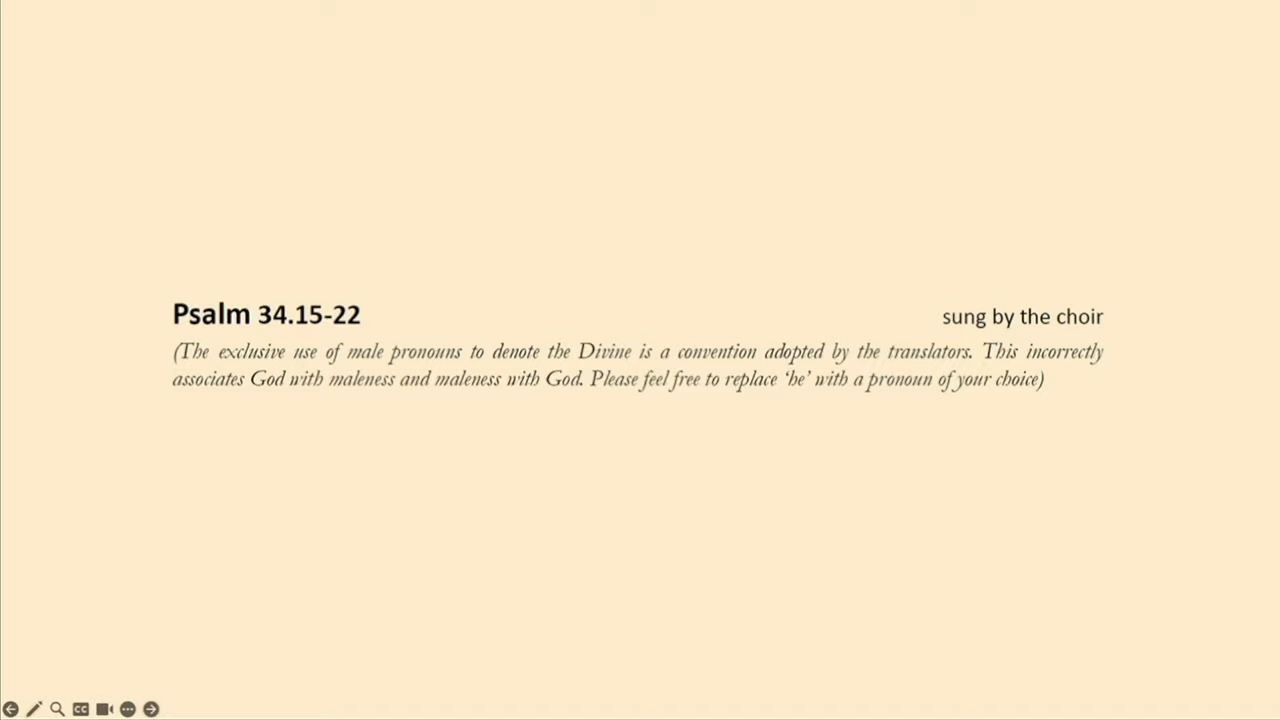 Psalm 34.15-22 sung by the choir
(The exclusive use of male pronouns to denote the Divine is a convention adopted by the translators. This incorrectly
associates God with maleness and maleness with God. Please feel free to replace ‘he’ with a pronoun of your choice)
CC